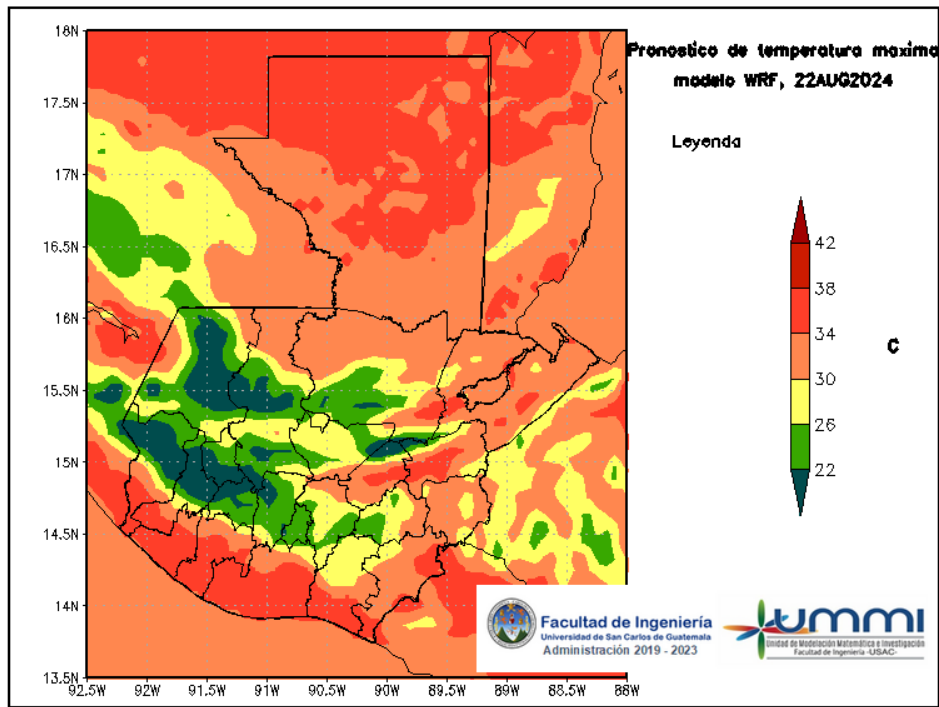 Pronostico de temperatura maxima
modelo WRF, 22AUG2024
Leyenda
18N
17.5N
17N
16.5N
16N
15.5N
15N
14.5N
14N
13.5N
92.5W
92W
91.5W
91W
90.5W
90W
89.5W
89W
88.5W
88W
42
38
34
30
26
22
C
Facultad de Ingeniería
Universidad de San Carlos de Guatemala
Administración 2019 - 2023
UMMI
Unidad de Modelación Matemática e Investigación
Facultad de Ingeniería -USAC-